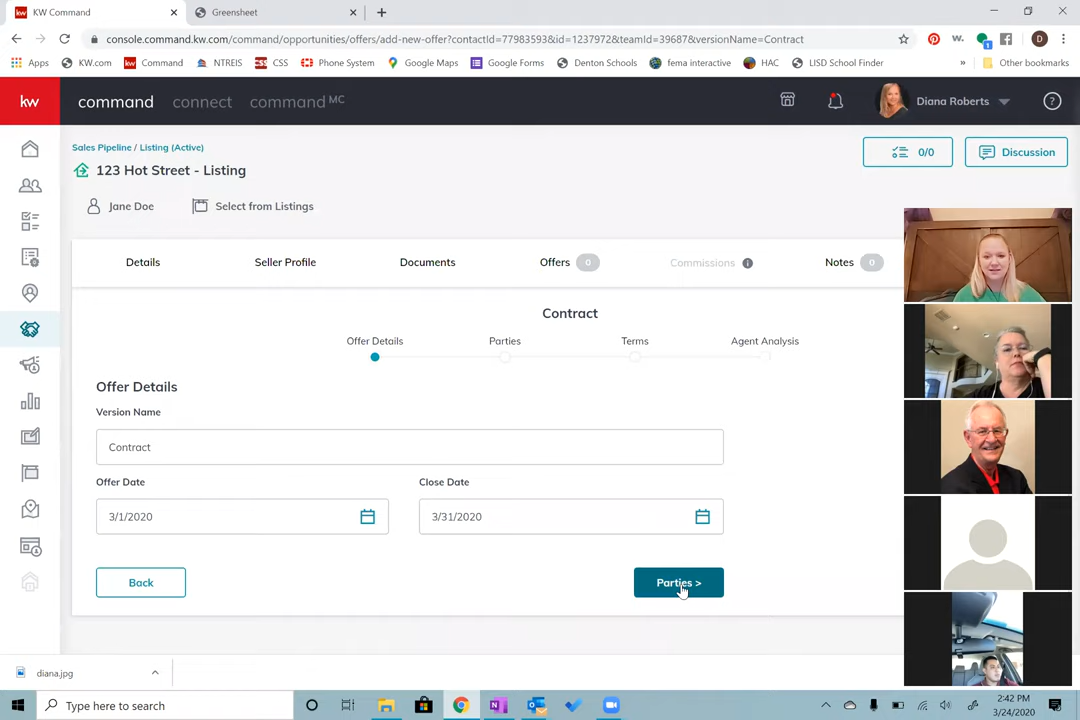 KW Command
Greensheet
console.command.kw.com/command/opportunities/offers/add-new-offer?contactId=77983593&id=1237972&teamId=39687&versionName=Contract
W.
1
D
Apps
KW.com
kw
Command
NTREIS
CSS
Phone System
Google Maps
Google Forms
Denton Schools
fema interactive
HAC
LISD School Finder
»
Other bookmarks
kw
command
connect
command MC
Diana Roberts
?
Sales Pipeline / Listing (Active)
0/0
Discussion
123 Hot Street - Listing
Jane Doe
Select from Listings
Details
Seller Profile
Documents
Offers 0
Commissions i
Notes 0
Contract
Offer Details
Parties
Terms
Agent Analysis
Offer Details
Version Name
Contract
Offer Date
Close Date
3/1/2020
3/31/2020
Back
Parties >
diana.jpg
Type here to search
2:42 PM
3/24/2020